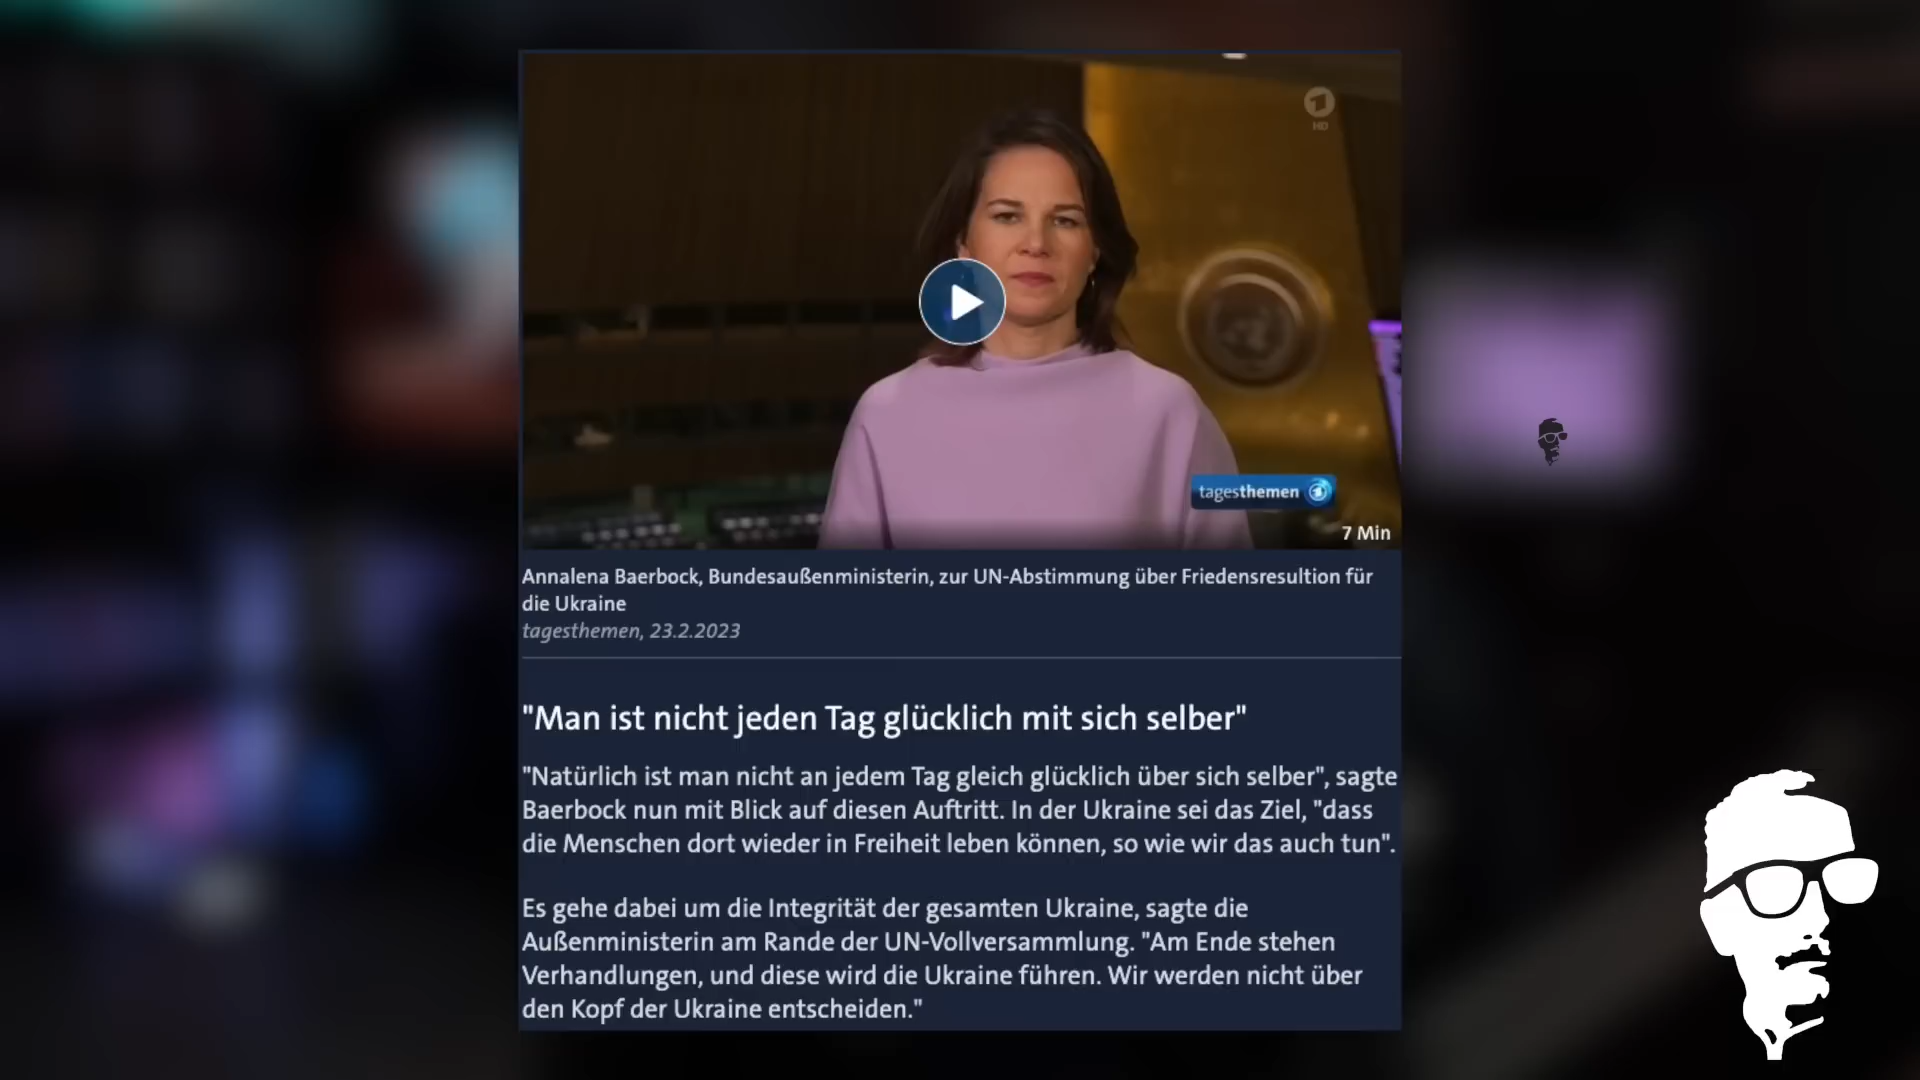 HD
tagesthemen
7 Min
Annalena Baerbock, Bundesaußenministerin, zur UN-Abstimmung über Friedensresultion für
die Ukraine
tagesthemen, 23.2.2023
"Man ist nicht jeden Tag glücklich mit sich selber"
"Natürlich ist man nicht an jedem Tag gleich glücklich über sich selber", sagte
Baerbock nun mit Blick auf diesen Auftritt. In der Ukraine sei das Ziel, "dass
die Menschen dort wieder in Freiheit leben können, so wie wir das auch tun".
Es gehe dabei um die Integrität der gesamten Ukraine, sagte die
Außenministerin am Rande der UN-Vollversammlung. "Am Ende stehen
Verhandlungen, und diese wird die Ukraine führen. Wir werden nicht über
den Kopf der Ukraine entscheiden."